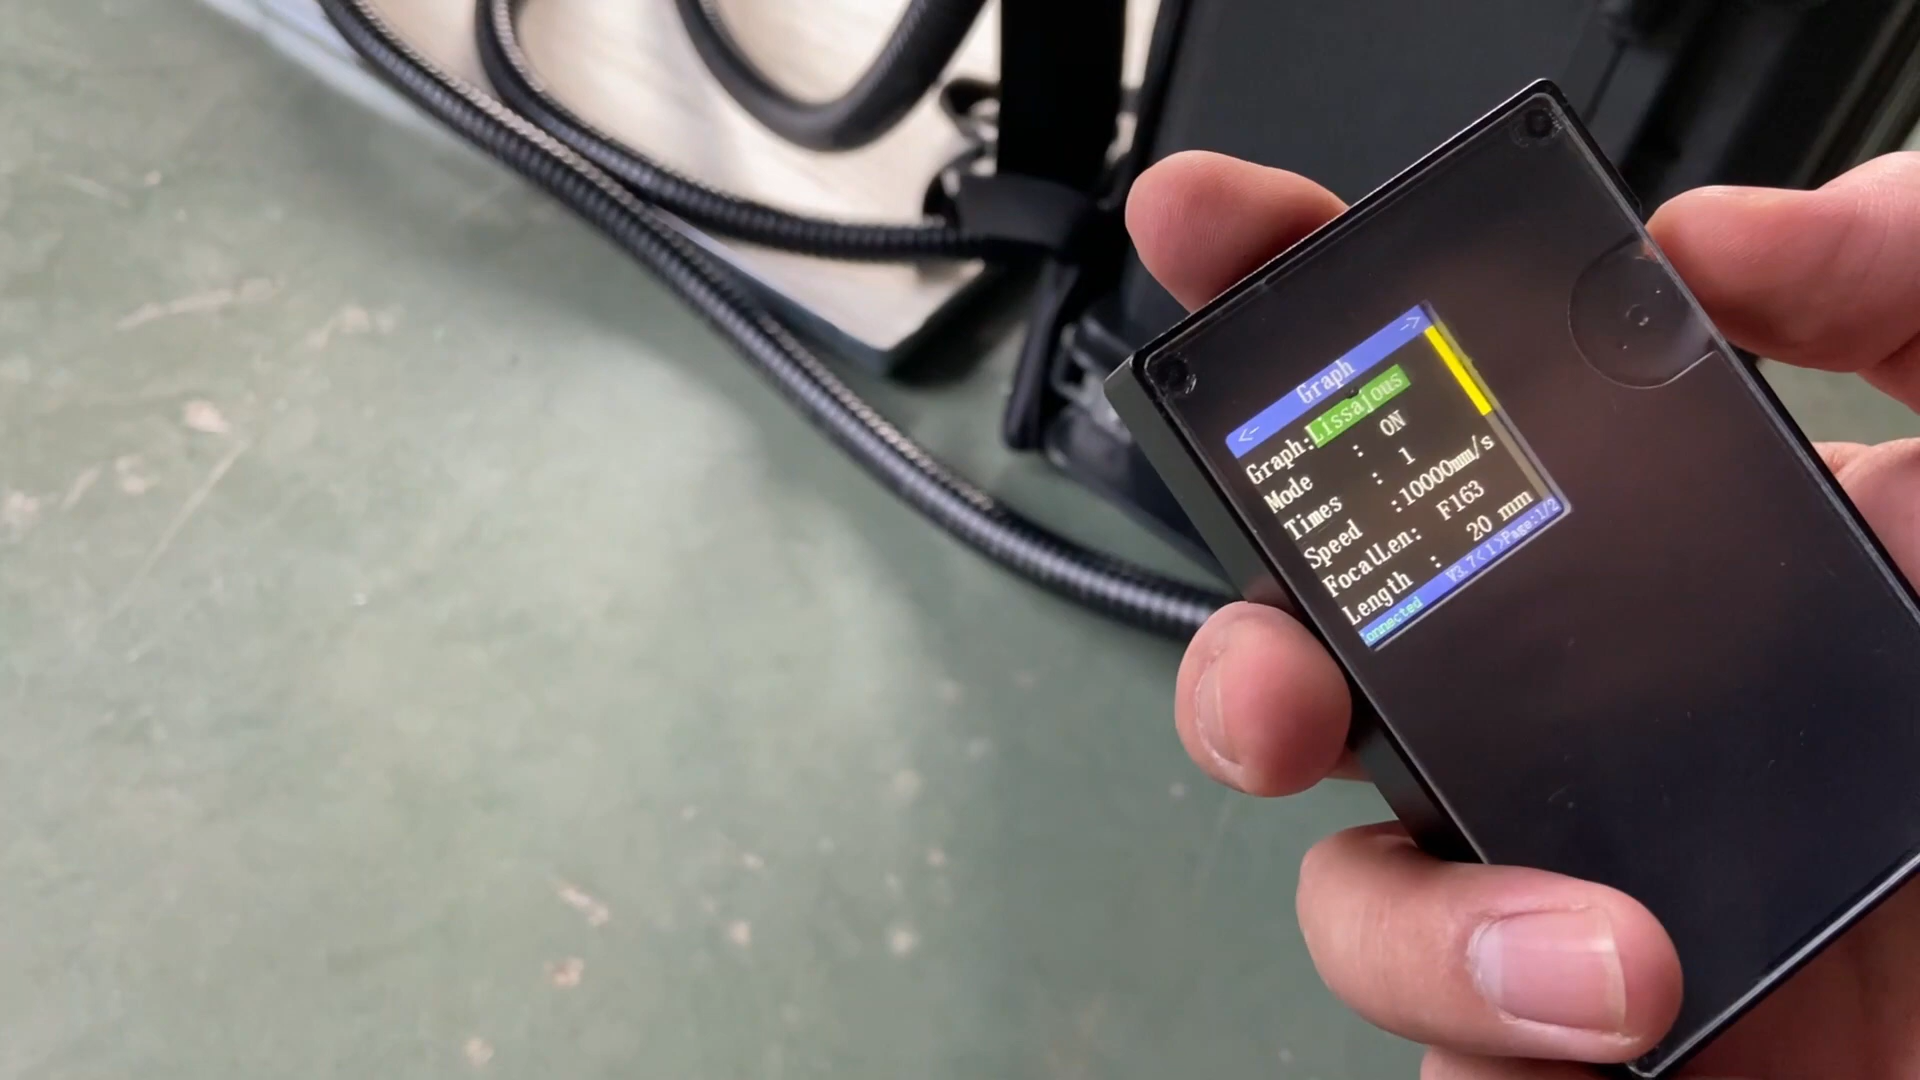 <- Graph ->
Graph:Lissajous
Mode : ON
Times : 1
Speed :10000mm/s
FocalLen: F163
Length : 20 mm
Connected V3.7<1>Page:1/2